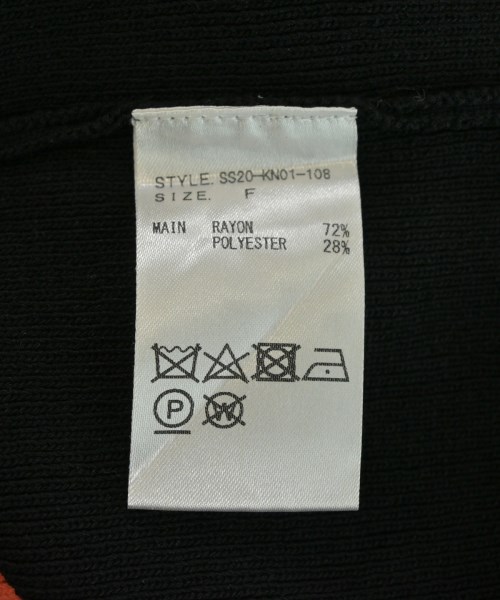 STYLE. SS20-KN01-108
SIZE. F
MAIN RAYON 72%
POLYESTER 28%
P
W